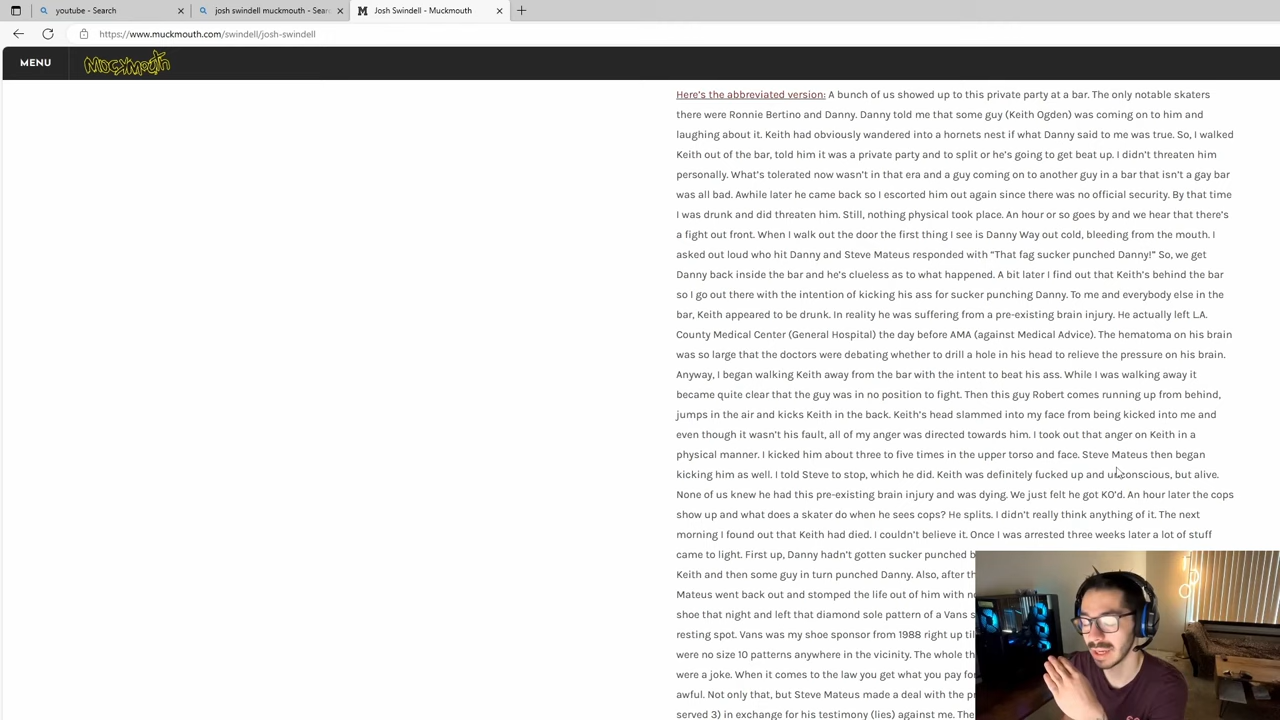 youtube - Search
josh swindell muckmouth - Sear
Josh Swindell - Muckmouth
https://www.muckmouth.com/swindell/josh-swindell
MENU
Muckmouth
Here's the abbreviated version: A bunch of us showed up to this private party at a bar. The only notable skaters
there were Ronnie Bertino and Danny. Danny told me that some guy (Keith Ogden) was coming on to him and
laughing about it. Keith had obviously wandered into a hornets nest if what Danny said to me was true. So, I walked
Keith out of the bar, told him it was a private party and to split or he's going to get beat up. I didn't threaten him
personally. What's tolerated now wasn't in that era and a guy coming on to another guy in a bar that isn't a gay bar
was all bad. Awhile later he came back so I escorted him out again since there was no official security. By that time
I was drunk and did threaten him. Still, nothing physical took place. An hour or so goes by and we hear that there's
a fight out front. When I walk out the door the first thing I see is Danny Way out cold, bleeding from the mouth. I
asked out loud who hit Danny and Steve Mateus responded with "That fag sucker punched Danny!" So, we get
Danny back inside the bar and he's clueless as to what happened. A bit later I find out that Keith's behind the bar
so I go out there with the intention of kicking his ass for sucker punching Danny. To me and everybody else in the
bar, Keith appeared to be drunk. In reality he was suffering from a pre-existing brain injury. He actually left L.A.
County Medical Center (General Hospital) the day before AMA (against Medical Advice). The hematoma on his brain
was so large that the doctors were debating whether to drill a hole in his head to relieve the pressure on his brain.
Anyway, I began walking Keith away from the bar with the intent to beat his ass. While I was walking away it
became quite clear that the guy was in no position to fight. Then this guy Robert comes running up from behind,
jumps in the air and kicks Keith in the back. Keith's head slammed into my face from being kicked into me and
even though it wasn't his fault, all of my anger was directed towards him. I took out that anger on Keith in a
physical manner. I kicked him about three to five times in the upper torso and face. Steve Mateus then began
kicking him as well. I told Steve to stop, which he did. Keith was definitely fucked up and unconscious, but alive.
None of us knew he had this pre-existing brain injury and was dying. We just felt he got KO'd. An hour later the cops
show up and what does a skater do when he sees cops? He splits. I didn't really think anything of it. The next
morning I found out that Keith had died. I couldn't believe it. Once I was arrested three weeks later a lot of stuff
came to light. First up, Danny hadn't gotten sucker punched b
Keith and then some guy in turn punched Danny. Also, after th
Mateus went back out and stomped the life out of him with n
shoe that night and left that diamond sole pattern of a Vans s
resting spot. Vans was my shoe sponsor from 1988 right up til
were no size 10 patterns anywhere in the vicinity. The whole th
were a joke. When it comes to the law you get what you pay fo
awful. Not only that, but Steve Mateus made a deal with the pr
served 3) in exchange for his testimony (lies) against me. The